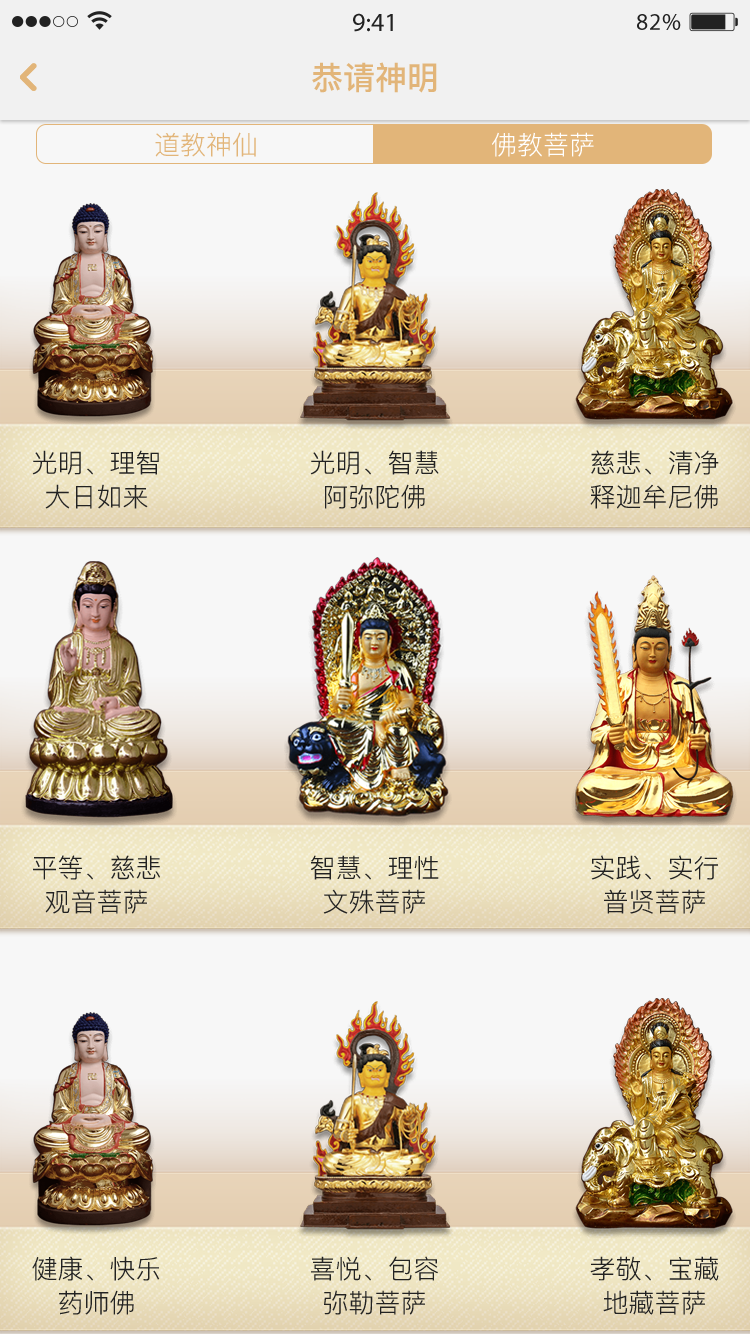 9:41
82%
恭请神明
道教神仙
佛教菩萨
光明、理智
大日如来
光明、智慧
阿弥陀佛
慈悲、清净
释迦牟尼佛
平等、慈悲
观音菩萨
智慧、理性
文殊菩萨
实践、实行
普贤菩萨
健康、快乐
药师佛
喜悦、包容
弥勒菩萨
孝敬、宝藏
地藏菩萨